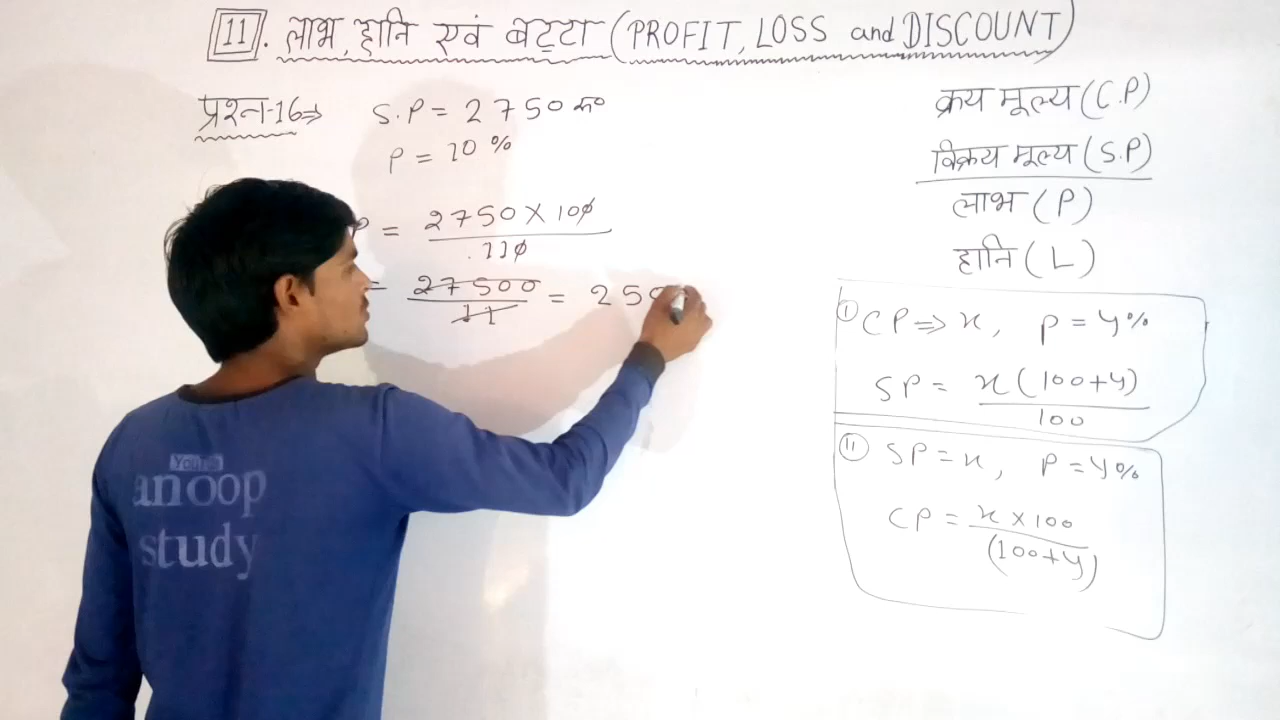 11. लाभ, हानि एवं बट्टा (PROFIT, LOSS and DISCOUNT)
प्रश्न-16⇒ S.P = 2750 रू०
P = 10%
P = 2750 X 100
110
= 27500 = 250
11
क्रय मूल्य (C.P)
विक्रय मूल्य (S.P)
लाभ (P)
हानि (L)
(I) CP ⇒ x, P = y%
SP = x (100+y)
100
(II) SP = x, P = y%
CP = x X 100
(100+y)
anoop
study